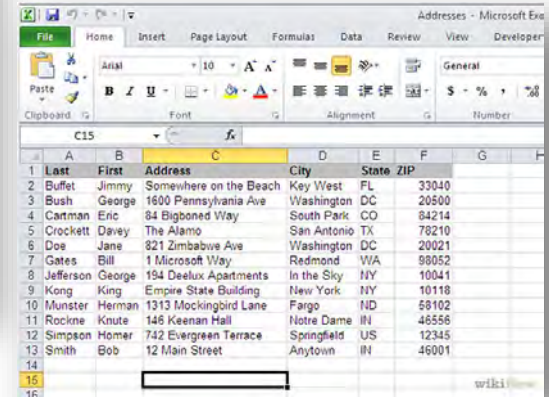 Addresses - Microsoft Exc
File Home Insert Page Layout Formulas Data Review View Developer
Arial 10 A A General
Paste B I U A $ % ,
Clipboard Font Alignment Number
C15 fx
A B C D E F G H
1 Last First Address City State ZIP
2 Buffet Jimmy Somewhere on the Beach Key West FL 33040
3 Bush George 1600 Pennsylvania Ave Washington DC 20500
4 Cartman Eric 84 Bigboned Way South Park CO 84214
5 Crockett Davey The Alamo San Antonio TX 78210
6 Doe Jane 821 Zimbabwe Ave Washington DC 20021
7 Gates Bill 1 Microsoft Way Redmond WA 98052
8 Jefferson George 194 Deelux Apartments In the Sky NY 10041
9 Kong King Empire State Building New York NY 10118
10 Munster Herman 1313 Mockingbird Lane Fargo ND 58102
11 Rockne Knute 146 Keenan Hall Notre Dame IN 46556
12 Simpson Homer 742 Evergreen Terrace Springfield US 12345
13 Smith Bob 12 Main Street Anytown IN 46001
14
15 wikiHow
16